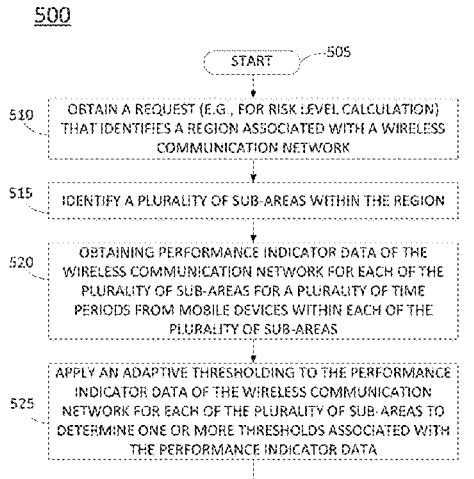 500
START
505
510
OBTAIN A REQUEST (E.G., FOR RISK LEVEL CALCULATION)
THAT IDENTIFIES A REGION ASSOCIATED WITH A WIRELESS
COMMUNICATION NETWORK
515
IDENTIFY A PLURALITY OF SUB-AREAS WITHIN THE REGION
520
OBTAINING PERFORMANCE INDICATOR DATA OF THE
WIRELESS COMMUNICATION NETWORK FOR EACH OF THE
PLURALITY OF SUB-AREAS FOR A PLURALITY OF TIME
PERIODS FROM MOBILE DEVICES WITHIN EACH OF THE
PLURALITY OF SUB-AREAS
525
APPLY AN ADAPTIVE THRESHOLDING TO THE PERFORMANCE
INDICATOR DATA OF THE WIRELESS COMMUNICATION
NETWORK FOR EACH OF THE PLURALITY OF SUB-AREAS TO
DETERMINE ONE OR MORE THRESHOLDS ASSOCIATED WITH
THE PERFORMANCE INDICATOR DATA